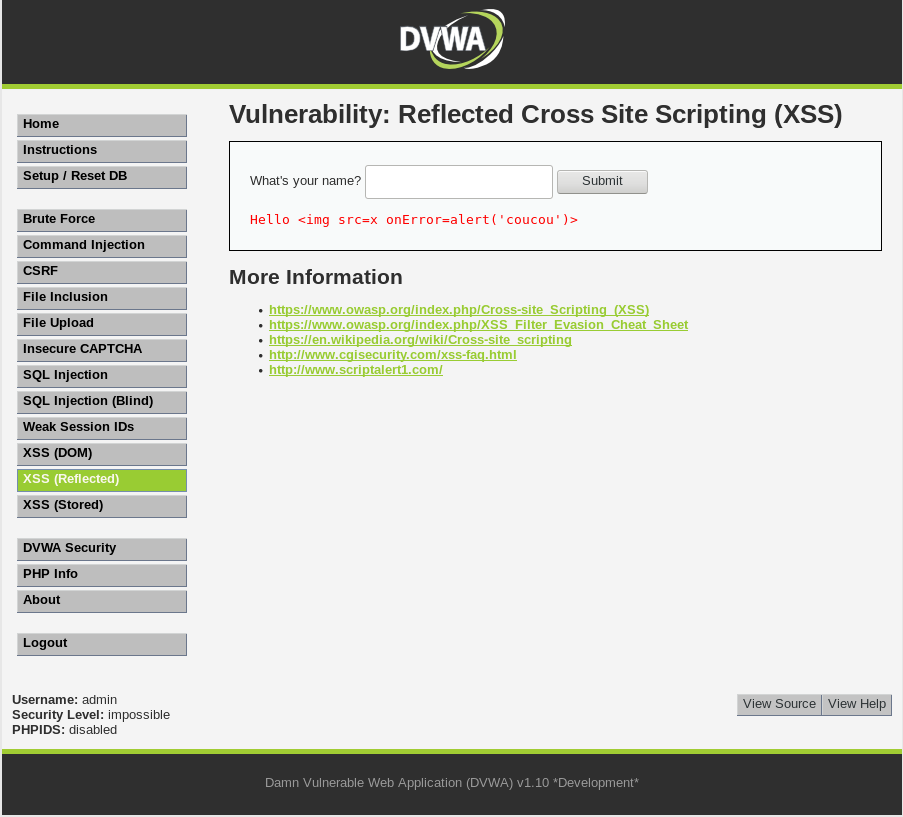 DVWA
Vulnerability: Reflected Cross Site Scripting (XSS)
Home
Instructions
Setup / Reset DB
Brute Force
Command Injection
CSRF
File Inclusion
File Upload
Insecure CAPTCHA
SQL Injection
SQL Injection (Blind)
Weak Session IDs
XSS (DOM)
XSS (Reflected)
XSS (Stored)
DVWA Security
PHP Info
About
Logout
What's your name? Submit
Hello <img src=x onError=alert('coucou')>
More Information
• https://www.owasp.org/index.php/Cross-site_Scripting_(XSS)
• https://www.owasp.org/index.php/XSS_Filter_Evasion_Cheat_Sheet
• https://en.wikipedia.org/wiki/Cross-site_scripting
• http://www.cgisecurity.com/xss-faq.html
• http://www.scriptalert1.com/
Username: admin
Security Level: impossible
PHPIDS: disabled
View Source View Help
Damn Vulnerable Web Application (DVWA) v1.10 *Development*